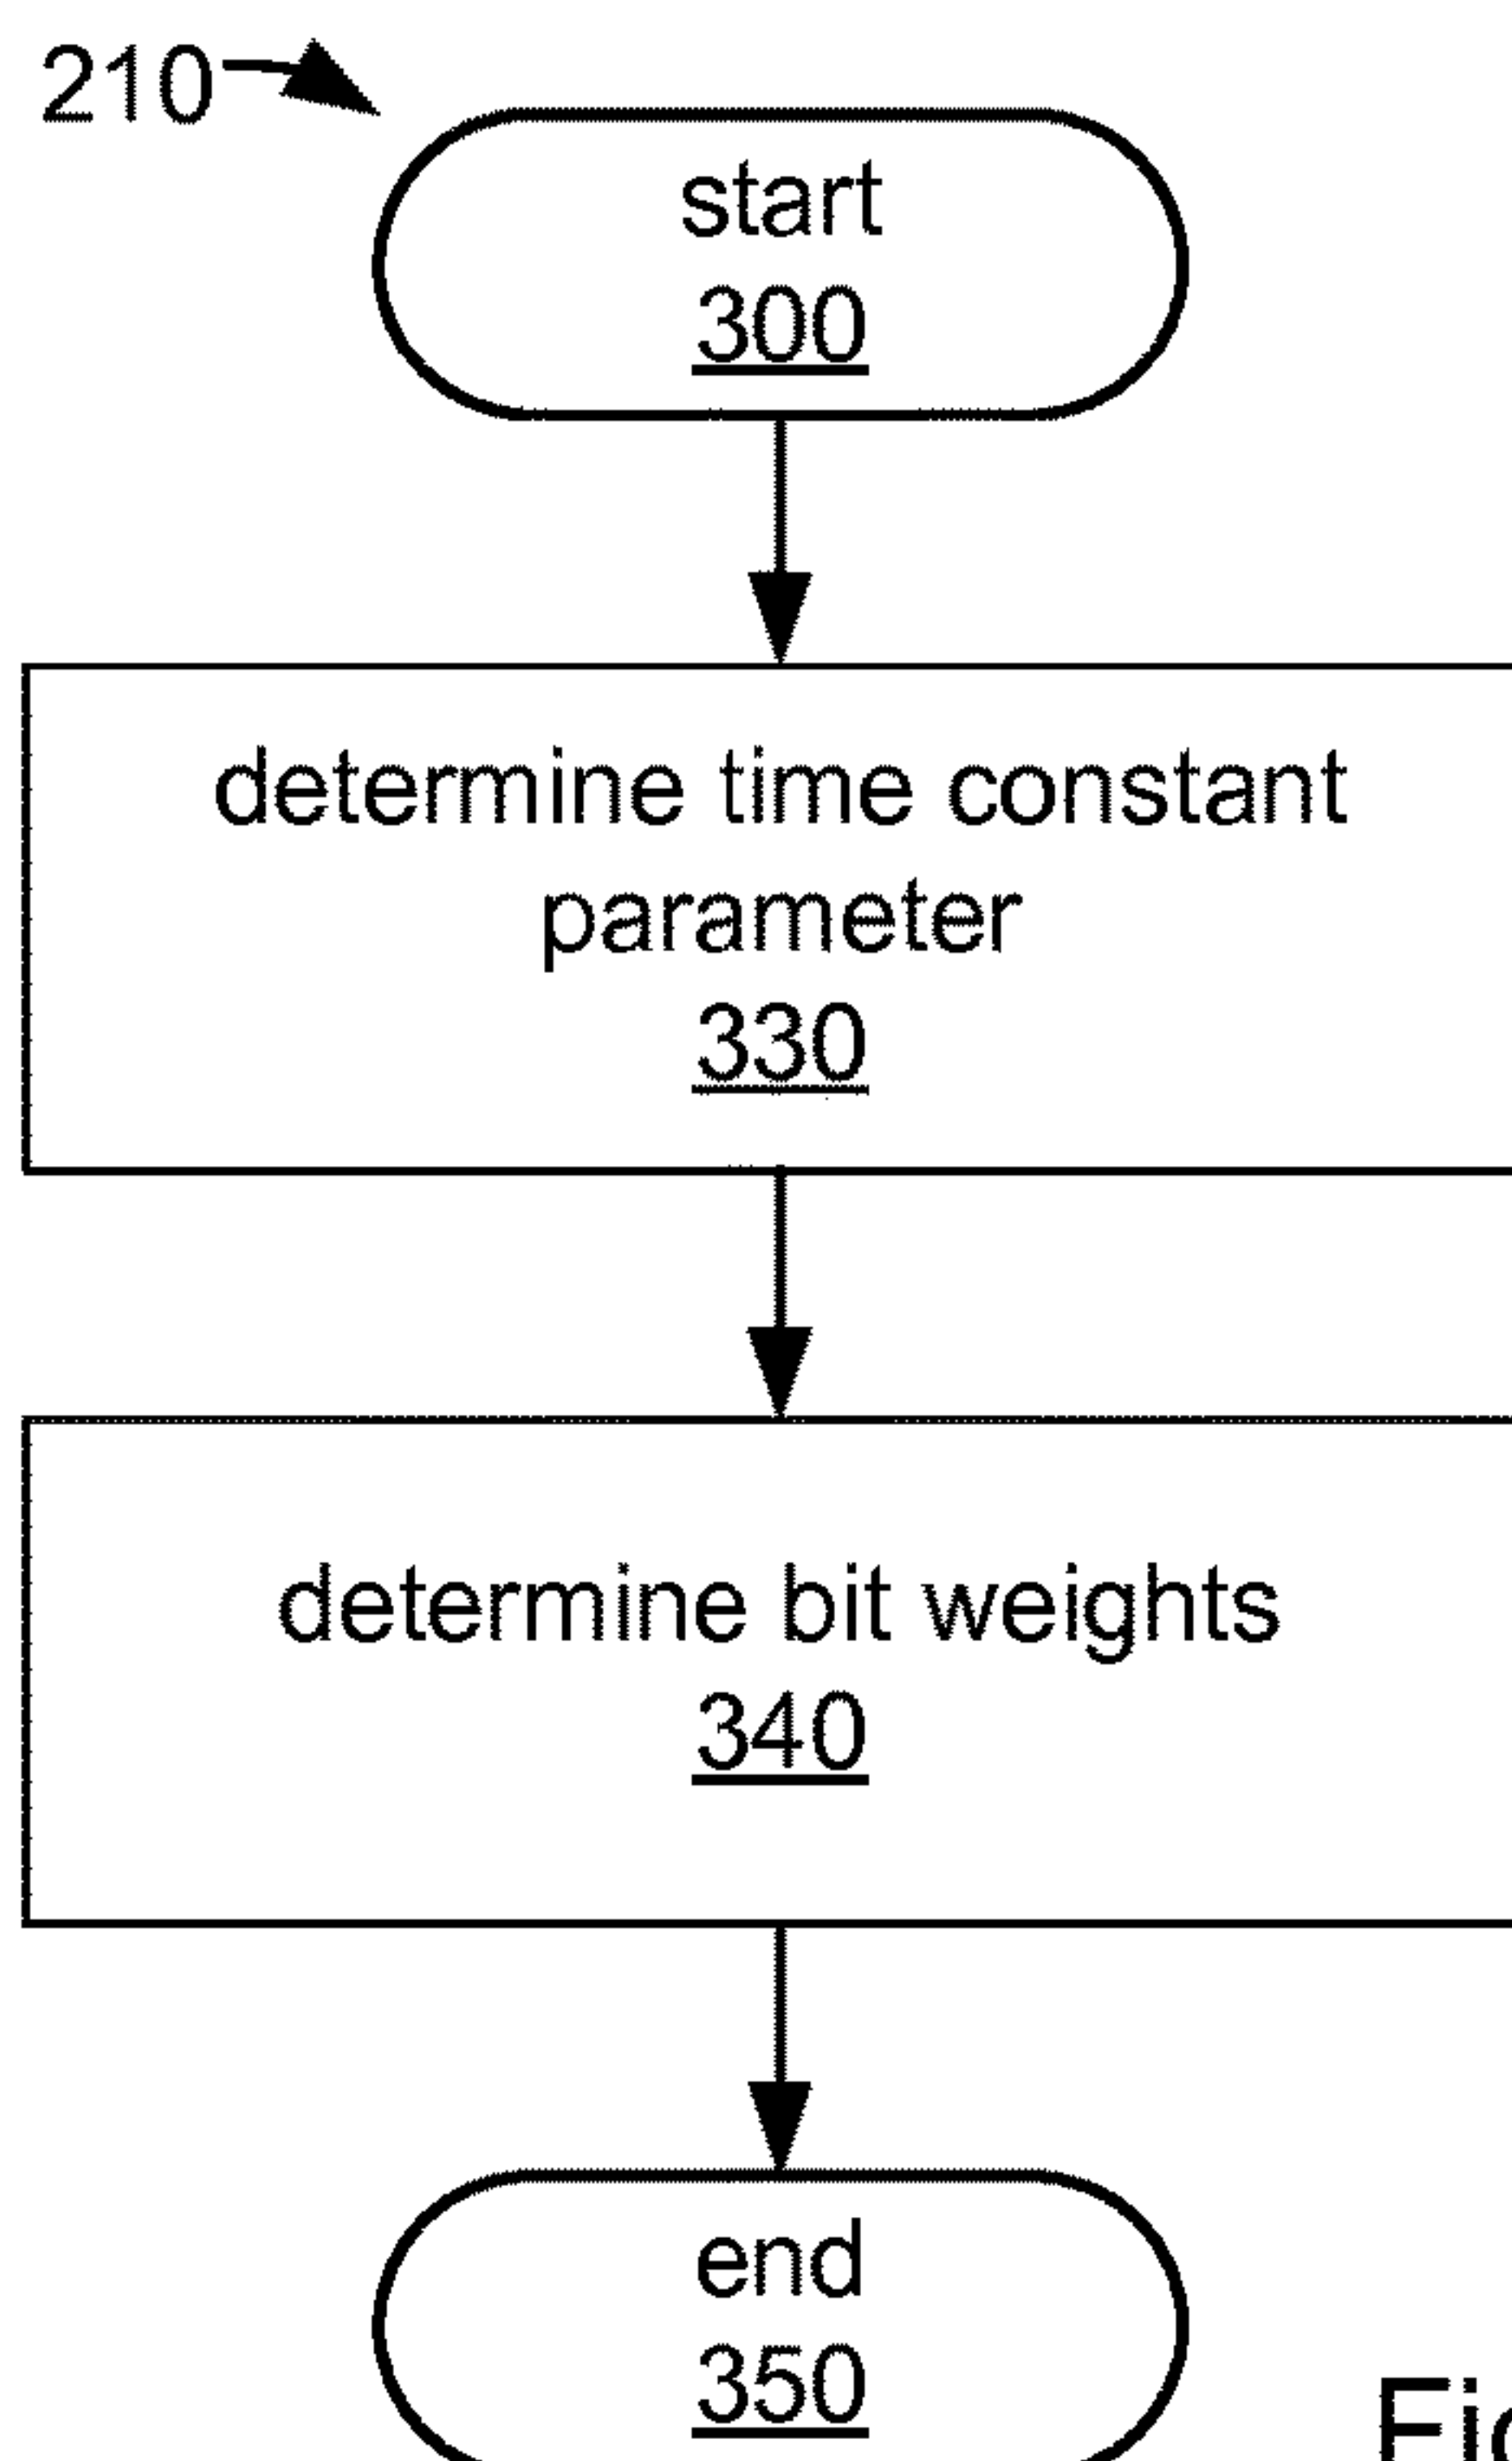 210
start
300
determine time constant
parameter
330
determine bit weights
340
end
350